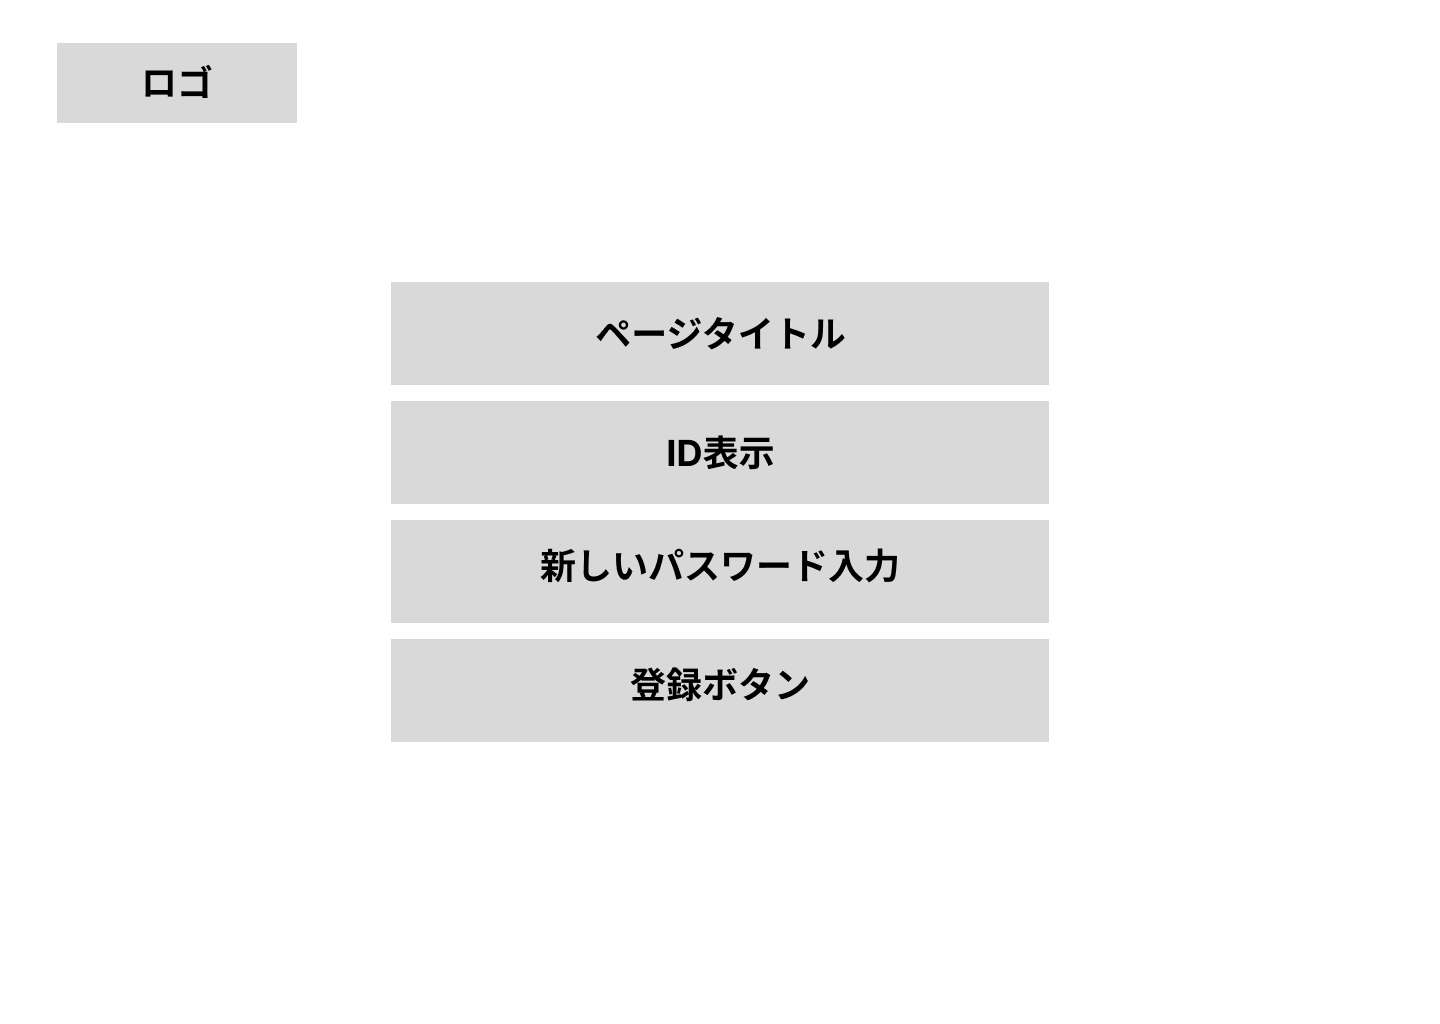 ロゴ
ページタイトル
ID表示
新しいパスワード入力
登録ボタン